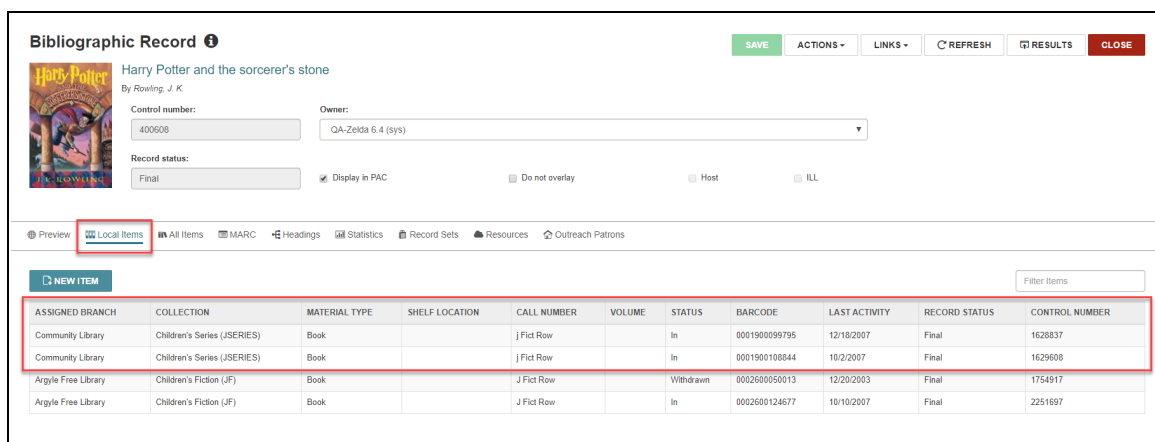 Bibliographic Record
SAVE ACTIONS LINKS REFRESH RESULTS CLOSE
Harry Potter
J. K. ROWLING
Harry Potter and the sorcerer's stone
By Rowling, J. K.
Control number: Owner:
400608 QA-Zelda 6.4 (sys)
Record status:
Final Display in PAC Do not overlay Host ILL
Preview Local Items All Items MARC Headings Statistics Record Sets Resources Outreach Patrons
NEW ITEM Filter Items
ASSIGNED BRANCH COLLECTION MATERIAL TYPE SHELF LOCATION CALL NUMBER VOLUME STATUS BARCODE LAST ACTIVITY RECORD STATUS CONTROL NUMBER
Community Library Children's Series (JSERIES) Book j Fict Row In 0001900099795 12/18/2007 Final 1628837
Community Library Children's Series (JSERIES) Book j Fict Row In 0001900108844 10/2/2007 Final 1629608
Argyle Free Library Children's Fiction (JF) Book J Fict Row Withdrawn 0002600050013 12/20/2003 Final 1754917
Argyle Free Library Children's Fiction (JF) Book J Fict Row In 0002600124677 10/10/2007 Final 2251697